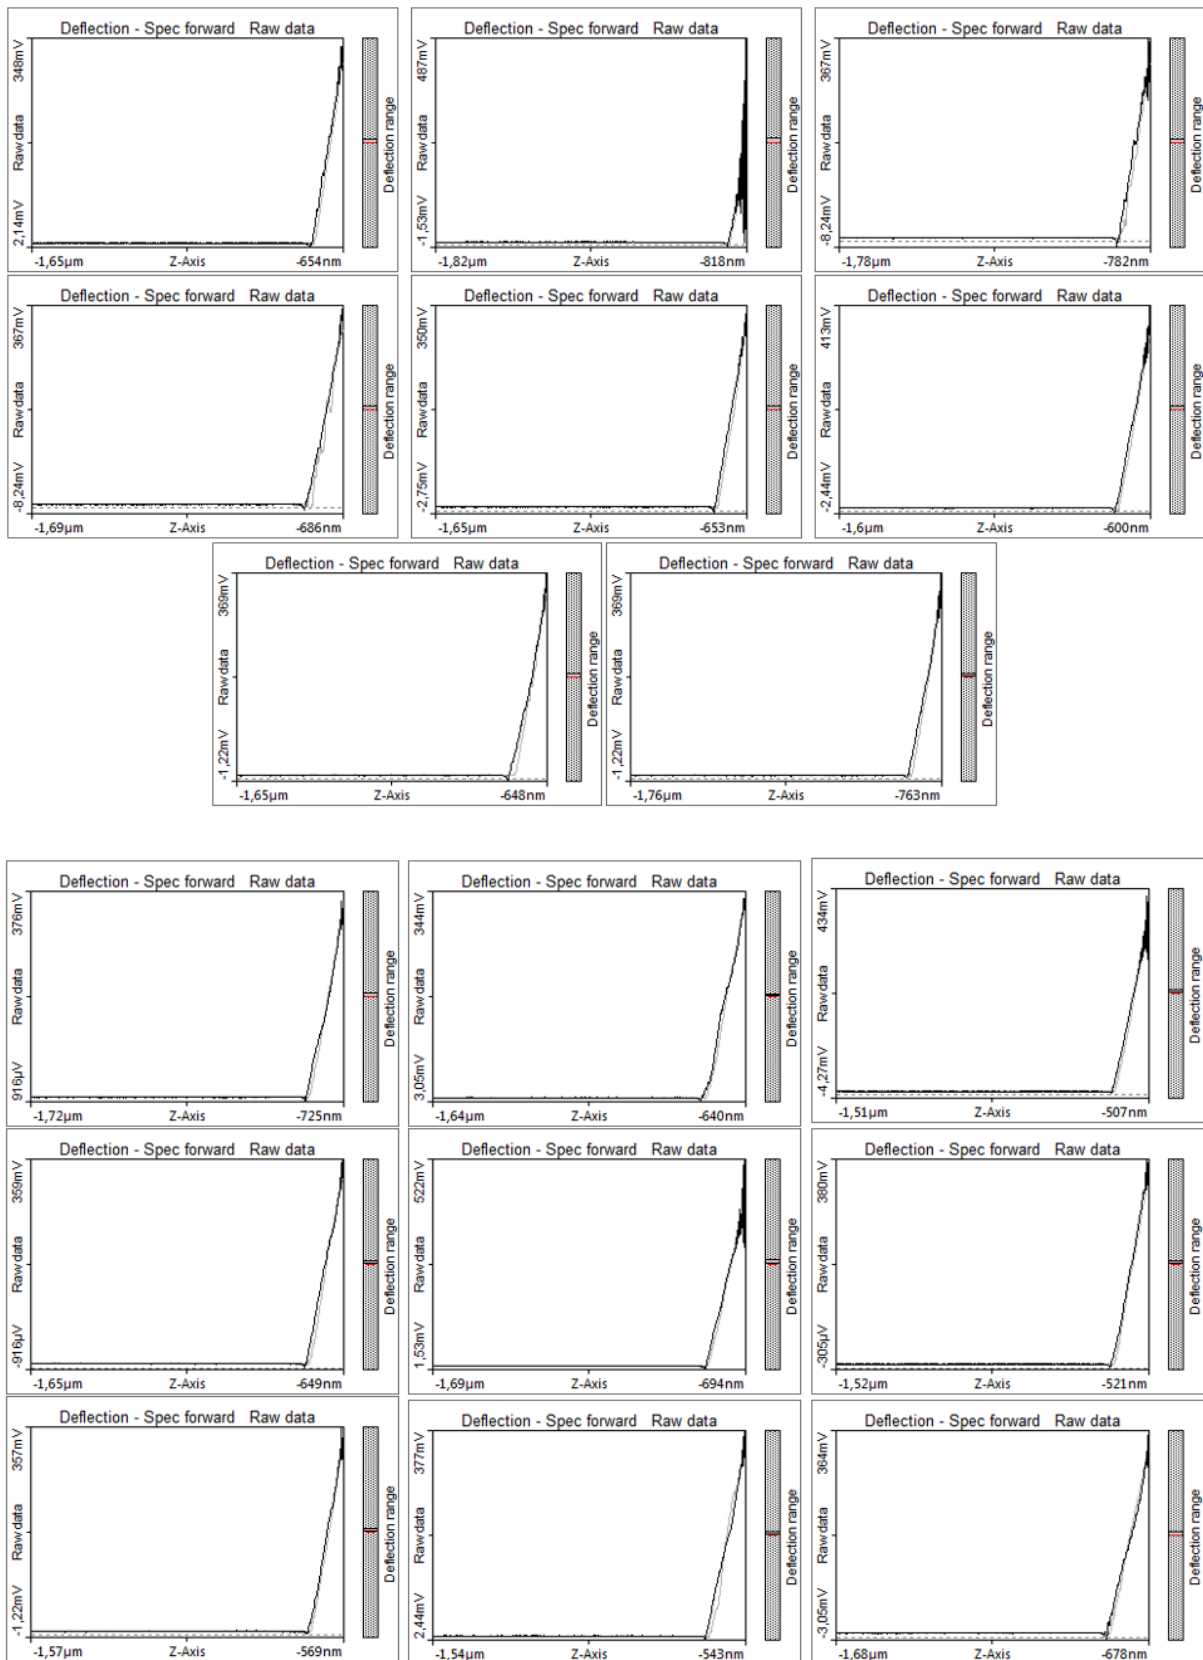 Deflection - Spec forward Raw data
348mV
Raw data
2,14mV
-1,65µm Z-Axis -654nm
Deflection range
Deflection - Spec forward Raw data
487mV
Raw data
-1,53mV
-1,82µm Z-Axis -818nm
Deflection range
Deflection - Spec forward Raw data
367mV
Raw data
-8,24mV
-1,78µm Z-Axis -782nm
Deflection range
Deflection - Spec forward Raw data
367mV
Raw data
-8,24mV
-1,69µm Z-Axis -686nm
Deflection range
Deflection - Spec forward Raw data
350mV
Raw data
-2,75mV
-1,65µm Z-Axis -653nm
Deflection range
Deflection - Spec forward Raw data
413mV
Raw data
-2,44mV
-1,6µm Z-Axis -600nm
Deflection range
Deflection - Spec forward Raw data
369mV
Raw data
-1,22mV
-1,65µm Z-Axis -648nm
Deflection range
Deflection - Spec forward Raw data
369mV
Raw data
-1,22mV
-1,76µm Z-Axis -763nm
Deflection range
Deflection - Spec forward Raw data
376mV
Raw data
916µV
-1,72µm Z-Axis -725nm
Deflection range
Deflection - Spec forward Raw data
344mV
Raw data
3,05mV
-1,64µm Z-Axis -640nm
Deflection range
Deflection - Spec forward Raw data
434mV
Raw data
-4,27mV
-1,51µm Z-Axis -507nm
Deflection range
Deflection - Spec forward Raw data
359mV
Raw data
-916µV
-1,65µm Z-Axis -649nm
Deflection range
Deflection - Spec forward Raw data
522mV
Raw data
1,53mV
-1,69µm Z-Axis -694nm
Deflection range
Deflection - Spec forward Raw data
380mV
Raw data
-305µV
-1,52µm Z-Axis -521nm
Deflection range
Deflection - Spec forward Raw data
357mV
Raw data
-1,22mV
-1,57µm Z-Axis -569nm
Deflection range
Deflection - Spec forward Raw data
377mV
Raw data
2,44mV
-1,54µm Z-Axis -543nm
Deflection range
Deflection - Spec forward Raw data
364mV
Raw data
-3,05mV
-1,68µm Z-Axis -678nm
Deflection range